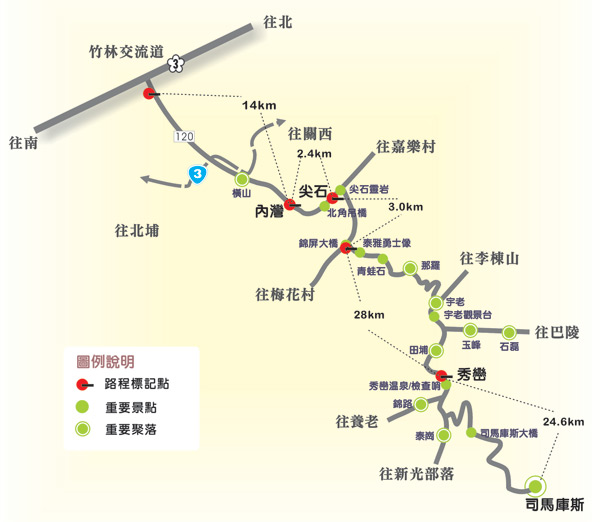 往北
竹林交流道
3
往南
14km
120
往關西
2.4km
往嘉樂村
3
橫山
尖石
尖石靈岩
內灣
北角吊橋
3.0km
往北埔
錦屏大橋
泰雅勇士像
青蛙石
那羅
往李棟山
往梅花村
宇老
宇老觀景台
28km
往巴陵
玉峰
石磊
田埔
圖例說明
路程標記點
重要景點
重要聚落
秀巒
秀巒温泉/檢查哨
錦路
往養老
24.6km
泰崗
司馬庫斯大橋
往新光部落
司馬庫斯